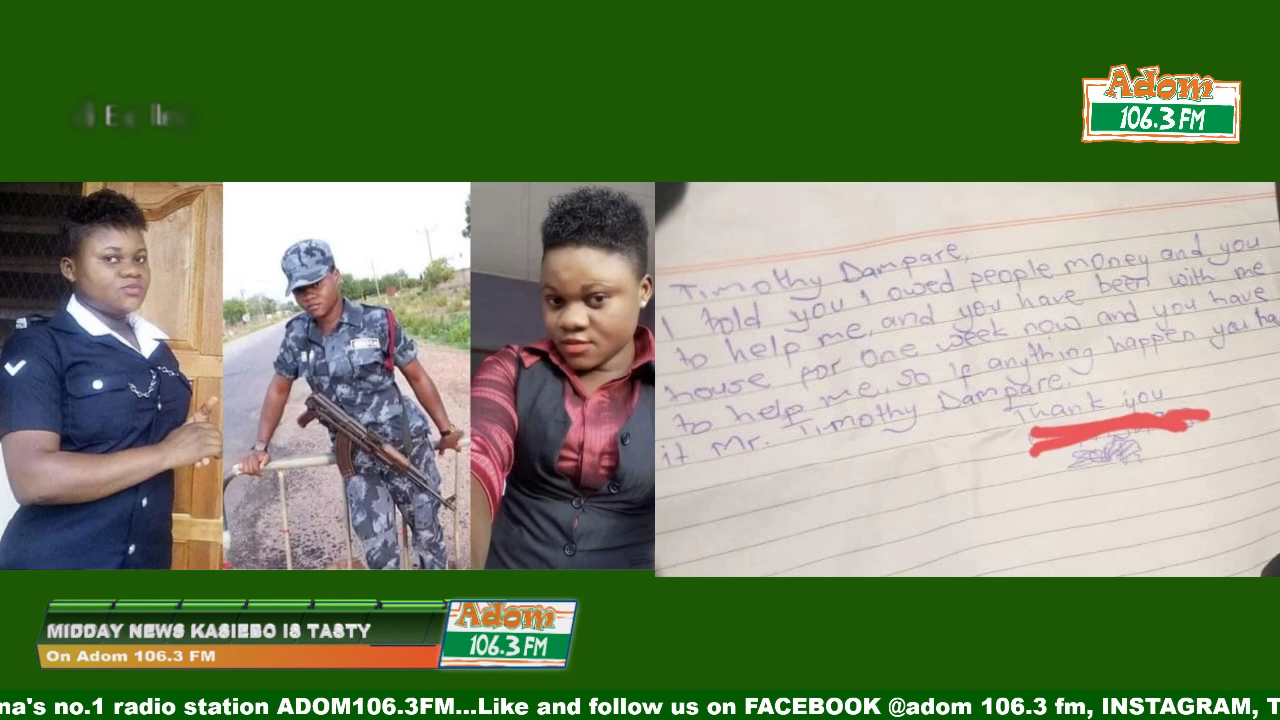 Adom
106.3 FM
Timothy Dampare,
I told you I owed people money and you
to help me, and you have been with me
house for one week now and you have
to help me, so if anything happen you ha
it Mr. Timothy Dampare.
Thank you
MIDDAY NEWS KASIEBO IS TASTY
On Adom 106.3 FM
Adom
106.3 FM
na's no.1 radio station ADOM106.3FM...Like and follow us on FACEBOOK @adom 106.3 fm, INSTAGRAM, T